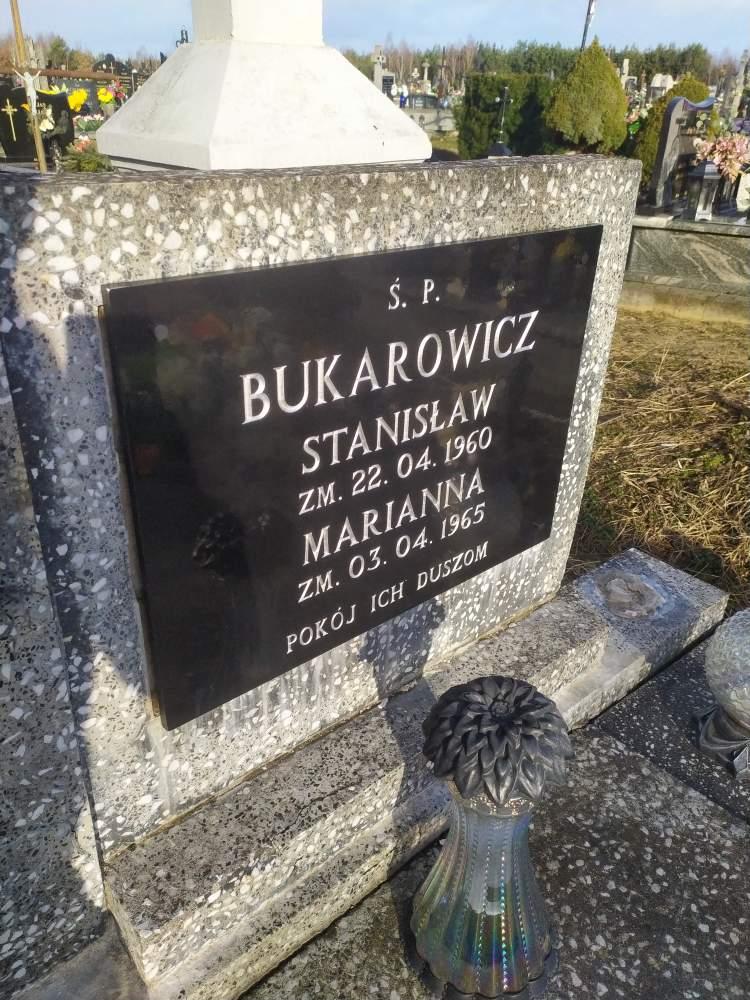 Ś. P.
BUKAROWICZ
STANISŁAW
ZM. 22. 04. 1960
MARIANNA
ZM. 03. 04. 1965
POKÓJ ICH DUSZOM